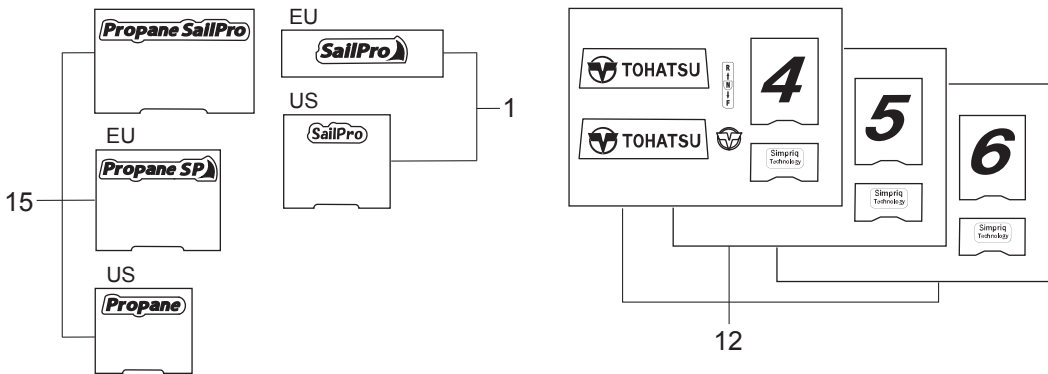 Propane SailPro
EU
Propane SP
US
Propane
15
EU
SailPro
US
SailPro
1
TOHATSU
R
N
F
4
TOHATSU
Simpriq
Technology
5
Simpriq
Technology
6
Simpriq
Technology
12